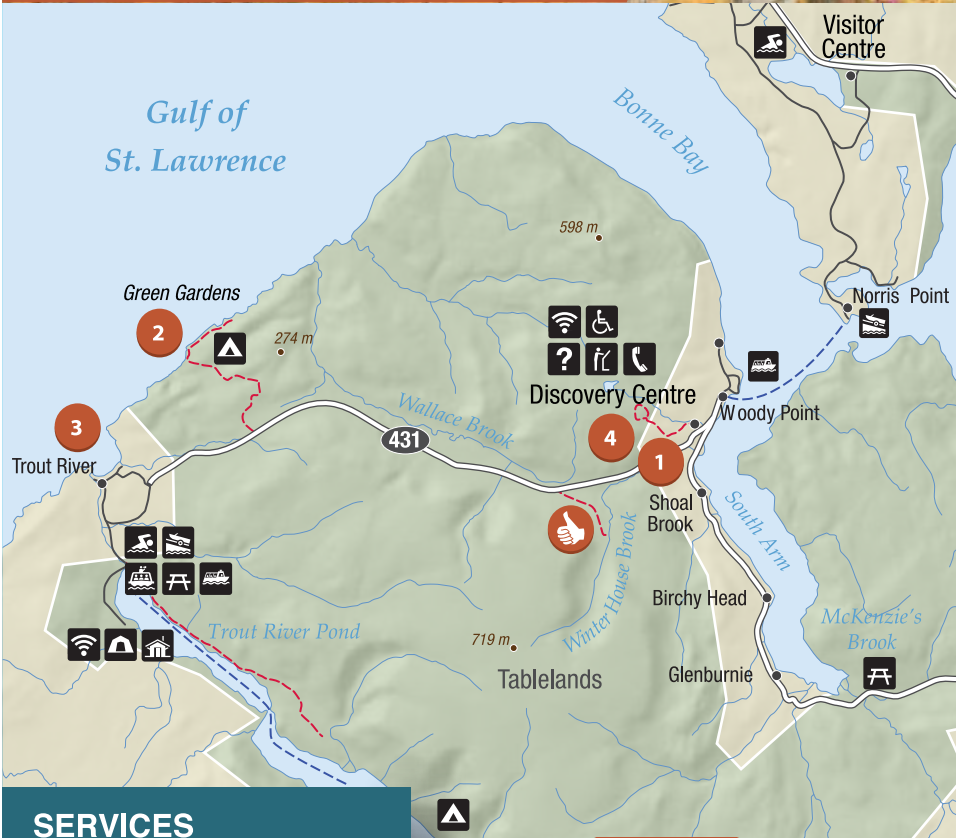 Visitor
Centre
Gulf of
St. Lawrence
Bonne Bay
598 m
Green Gardens
Norris Point
2
274 m
?
Discovery Centre
Woody Point
Wallace Brook
3
4
431
1
Trout River
Shoal
Brook
South Arm
Winter House Brook
Birchy Head
McKenzie's
Brook
Trout River Pond
719 m
Tablelands
Glenburnie
SERVICES